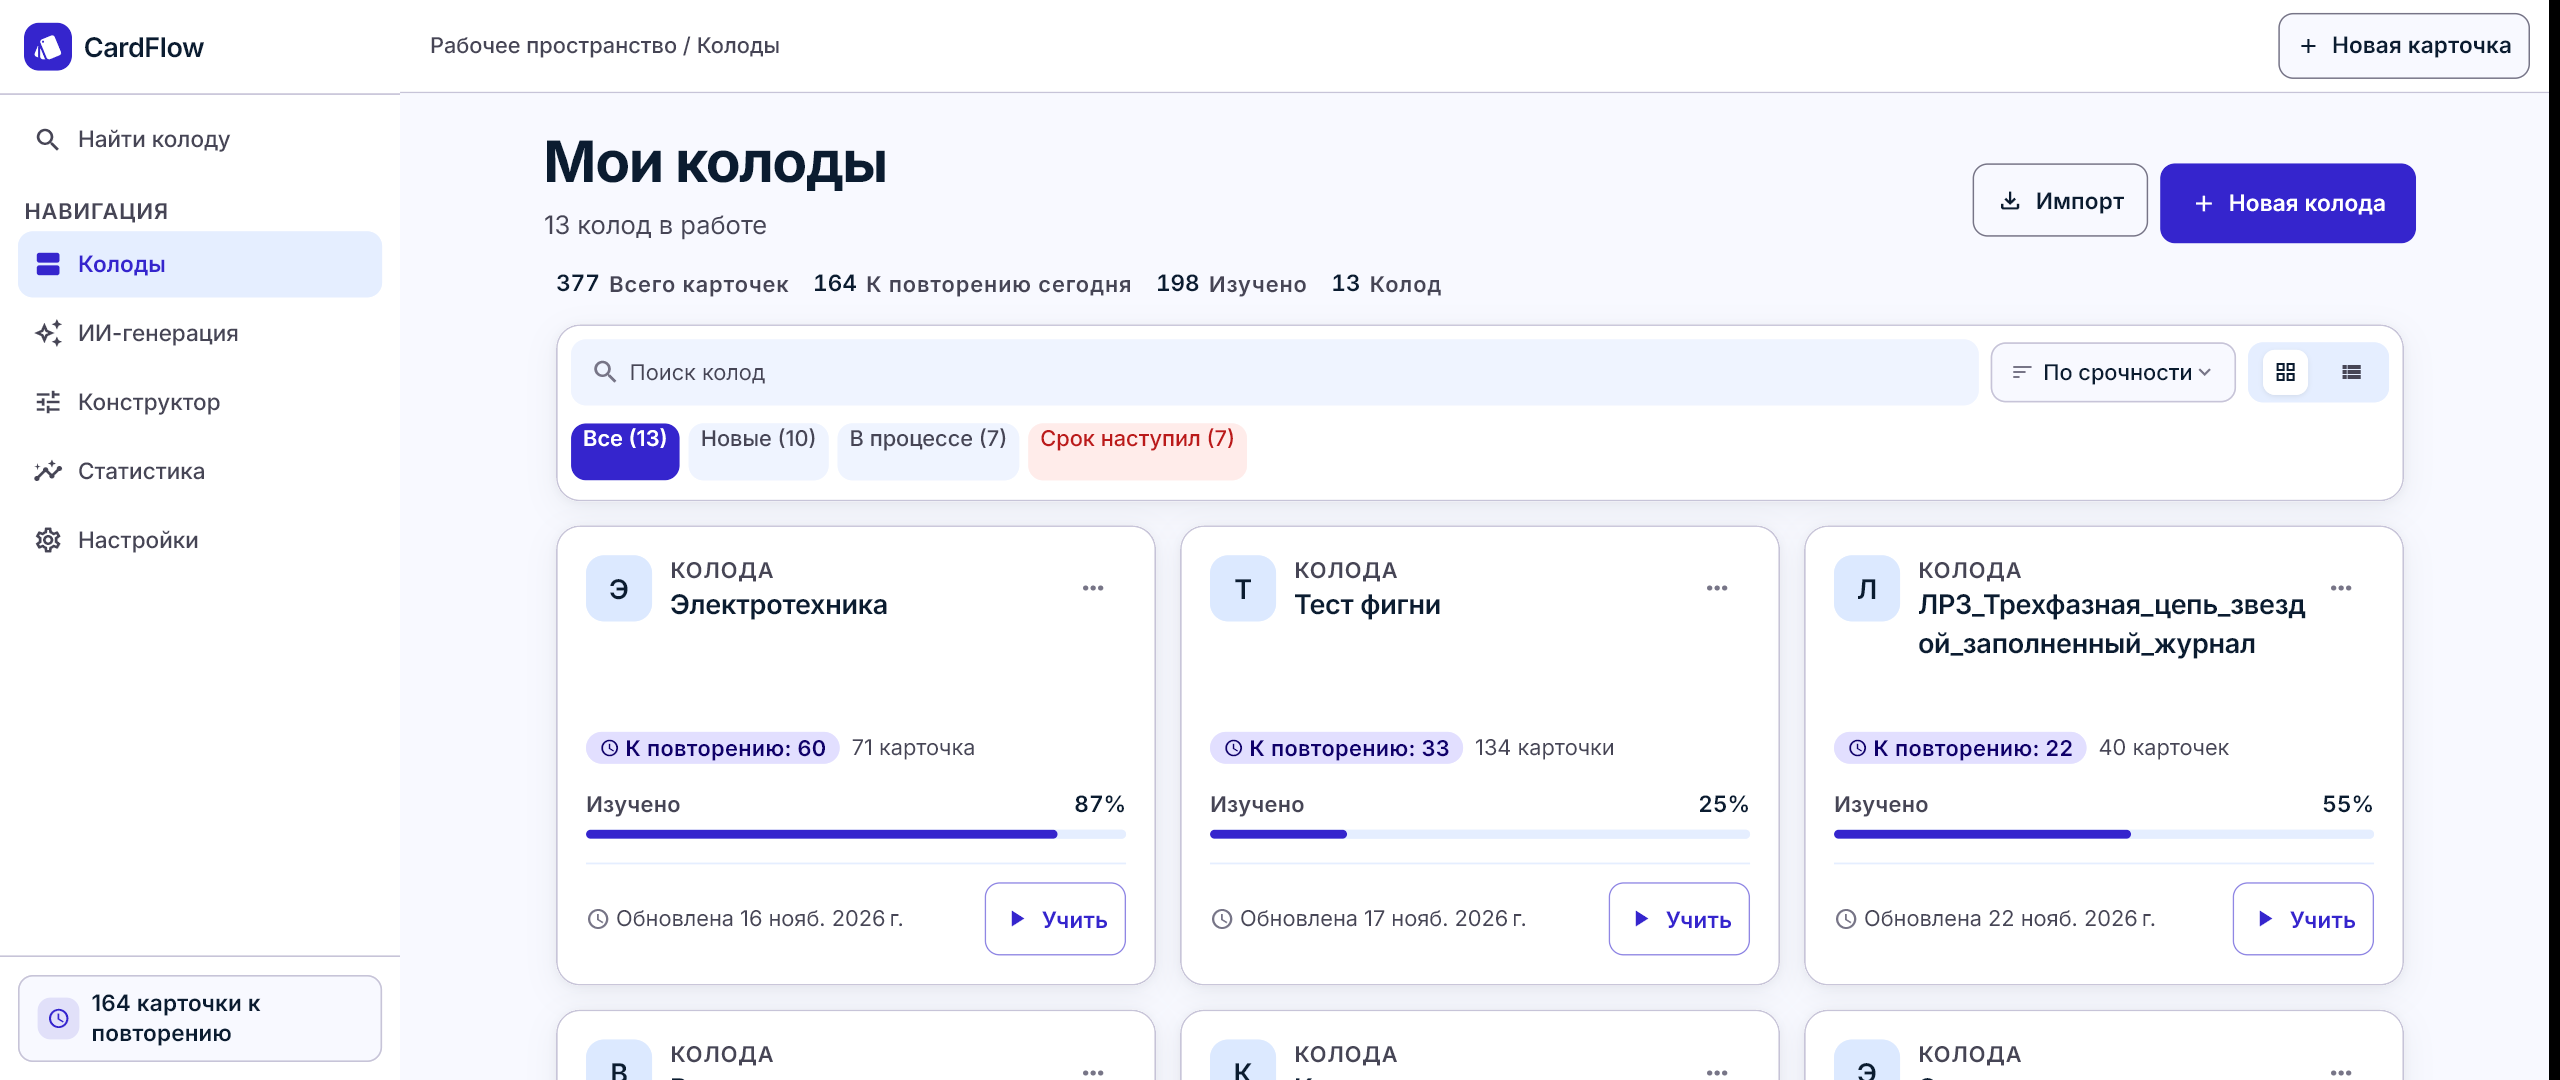 CardFlow
Рабочее пространство / Колоды
Новая карточка
Найти колоду
НАВИГАЦИЯ
Колоды
ИИ-генерация
Конструктор
Статистика
Настройки
164 карточки к
повторению
Мои колоды
13 колод в работе
Импорт
Новая колода
377 Всего карточек 164 К повторению сегодня 198 Изучено 13 Колод
Поиск колод
По срочности
Все (13) Новые (10) В процессе (7) Срок наступил (7)
Э
КОЛОДА
Электротехника
К повторению: 60 71 карточка
Изучено 87%
Обновлена 16 нояб. 2026 г.
Учить
Т
КОЛОДА
Тест фигни
К повторению: 33 134 карточки
Изучено 25%
Обновлена 17 нояб. 2026 г.
Учить
Л
КОЛОДА
ЛР3_Трехфазная_цепь_звезд
ой_заполненный_журнал
К повторению: 22 40 карточек
Изучено 55%
Обновлена 22 нояб. 2026 г.
Учить
В
КОЛОДА
К
КОЛОДА
Э
КОЛОДА